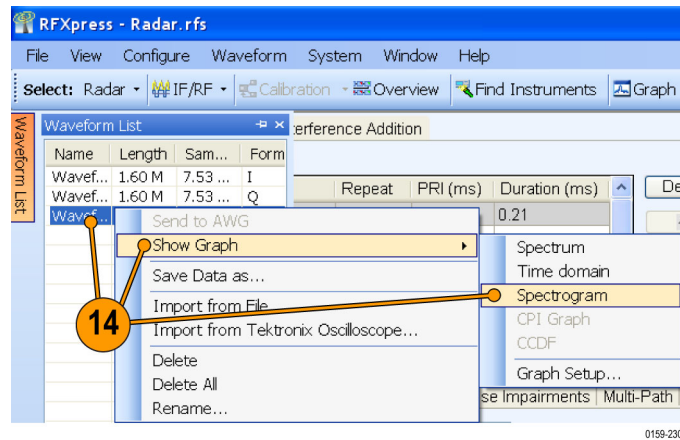 RFXpress - Radar.rfs
File View Configure Waveform System Window Help
Select: Radar IF/RF Calibration Overview Find Instruments Graph
Waveform List
Waveform List
erference Addition
Name Length Sam... Form
Wavef... 1.60 M 7.53 ... I
Wavef... 1.60 M 7.53 ... Q
Wavef...
Repeat PRI (ms) Duration (ms)
De
0.21
Send to AWG
Show Graph
Save Data as...
Import from File
Import from Tektronix Oscilloscope...
Delete
Delete All
Rename...
Spectrum
Time domain
Spectrogram
CPI Graph
CCDF
Graph Setup...
14
se Impairments Multi-Path
0159-230